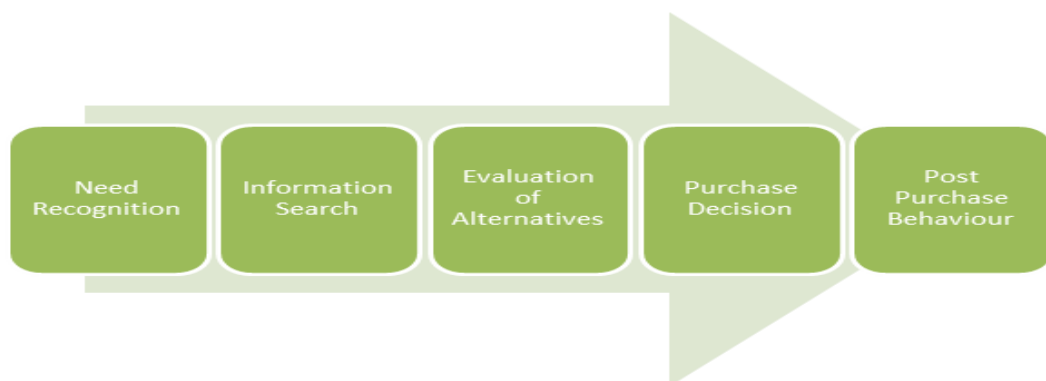 Need
Recognition
Information
Search
Evaluation
of
Alternatives
Purchase
Decision
Post
Purchase
Behaviour